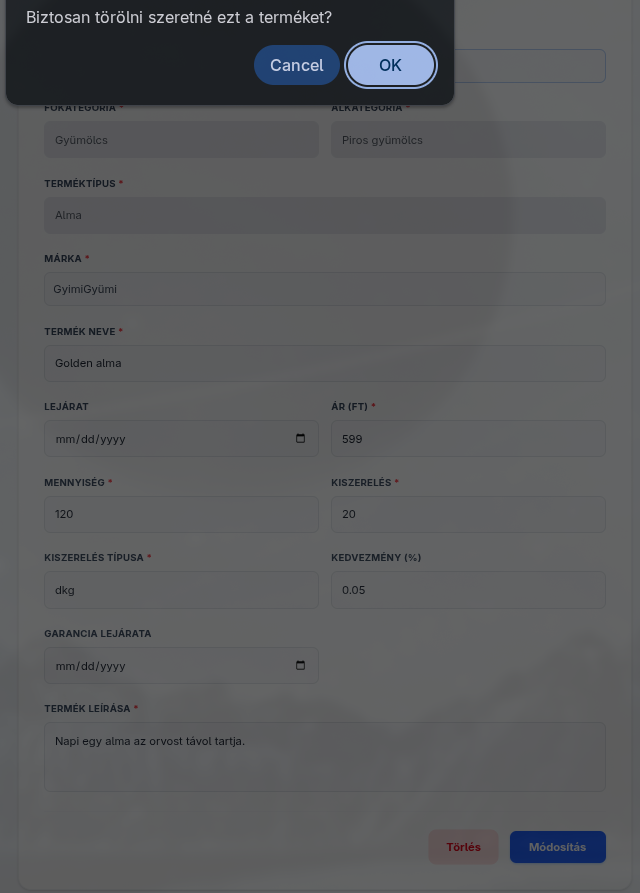 Biztosan törölni szeretné ezt a terméket?
Cancel OK
FŐKATEGÓRIA * ALKATEGÓRIA *
Gyümölcs Piros gyümölcs
TERMÉKTÍPUS *
Alma
MÁRKA *
GyimiGyümi
TERMÉK NEVE *
Golden alma
LEJÁRAT ÁR (FT) *
mm/dd/yyyy 599
MENNYISÉG * KISZERELÉS *
120 20
KISZERELÉS TÍPUSA * KEDVEZMÉNY (%)
dkg 0.05
GARANCIA LEJÁRATA
mm/dd/yyyy
TERMÉK LEÍRÁSA *
Napi egy alma az orvost távol tartja.
Törlés Módosítás